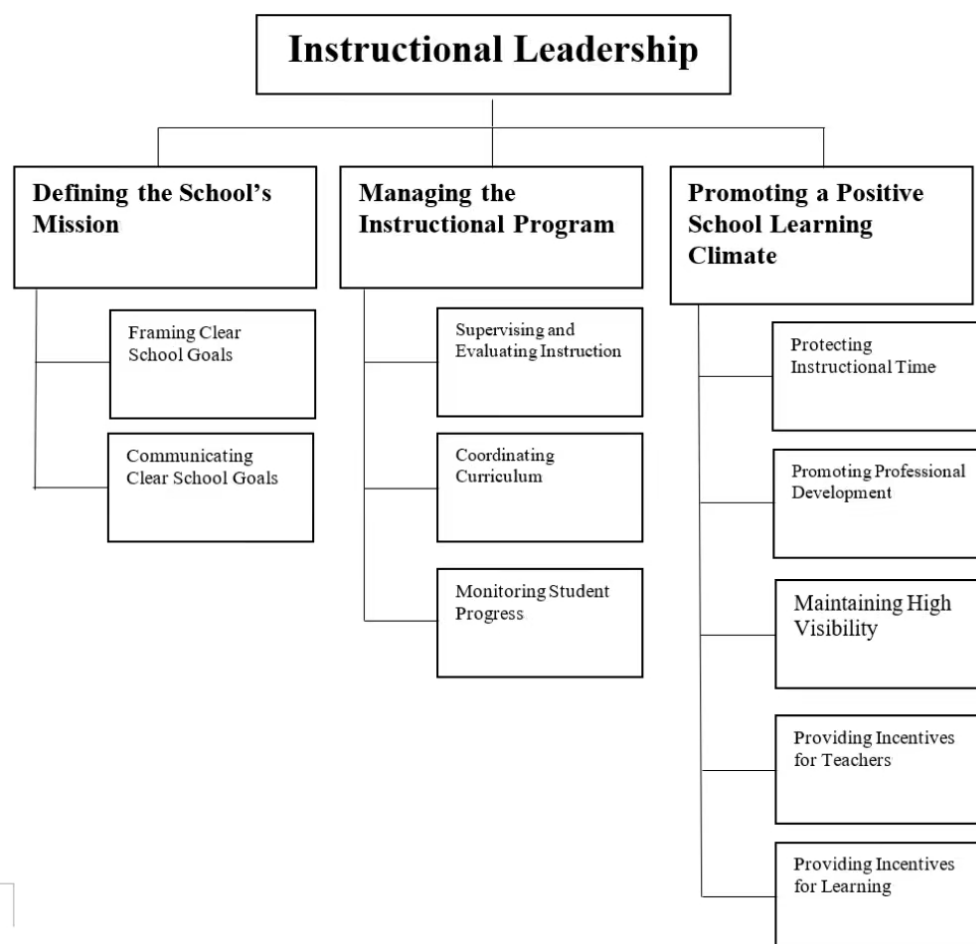 Instructional Leadership
Defining the School’s
Mission
Framing Clear
School Goals
Communicating
Clear School Goals
Managing the
Instructional Program
Supervising and
Evaluating Instruction
Coordinating
Curriculum
Monitoring Student
Progress
Promoting a Positive
School Learning
Climate
Protecting
Instructional Time
Promoting Professional
Development
Maintaining High
Visibility
Providing Incentives
for Teachers
Providing Incentives
for Learning